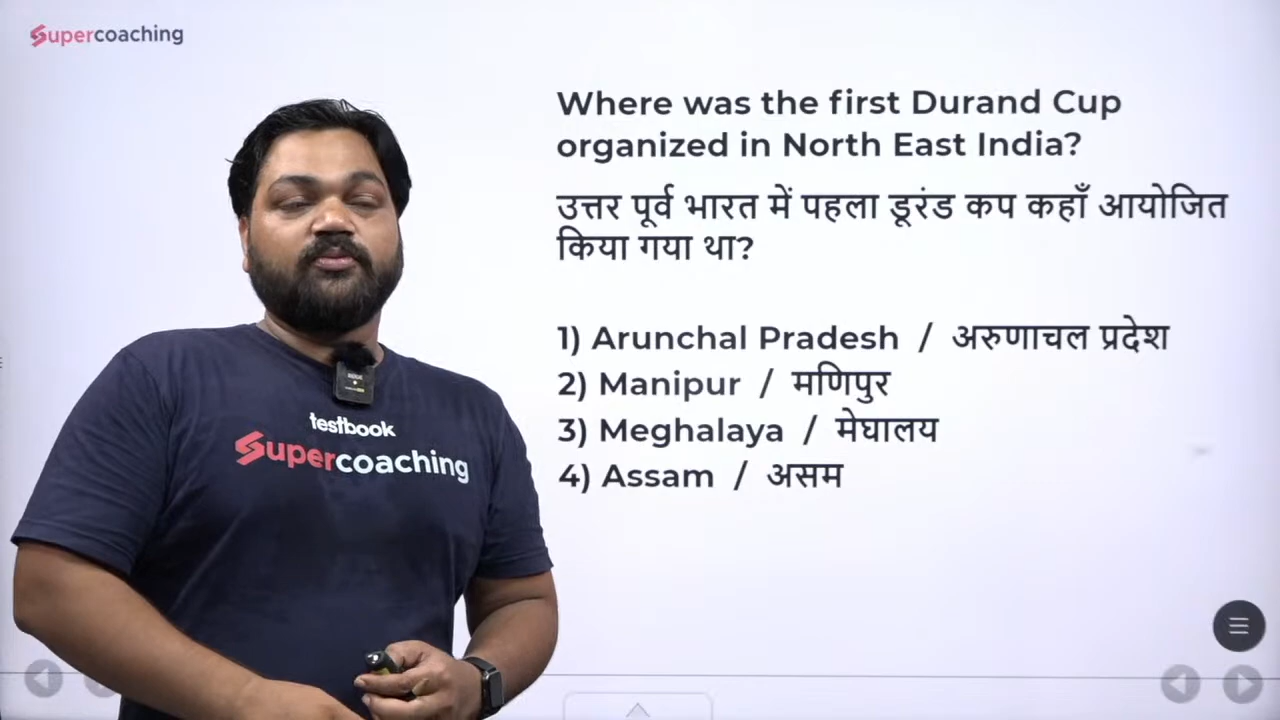 Supercoaching
Where was the first Durand Cup
organized in North East India?
उत्तर पूर्व भारत में पहला डूरंड कप कहाँ आयोजित
किया गया था?
1) Arunchal Pradesh / अरुणाचल प्रदेश
2) Manipur / मणिपुर
3) Meghalaya / मेघालय
4) Assam / असम
testbook
Supercoaching